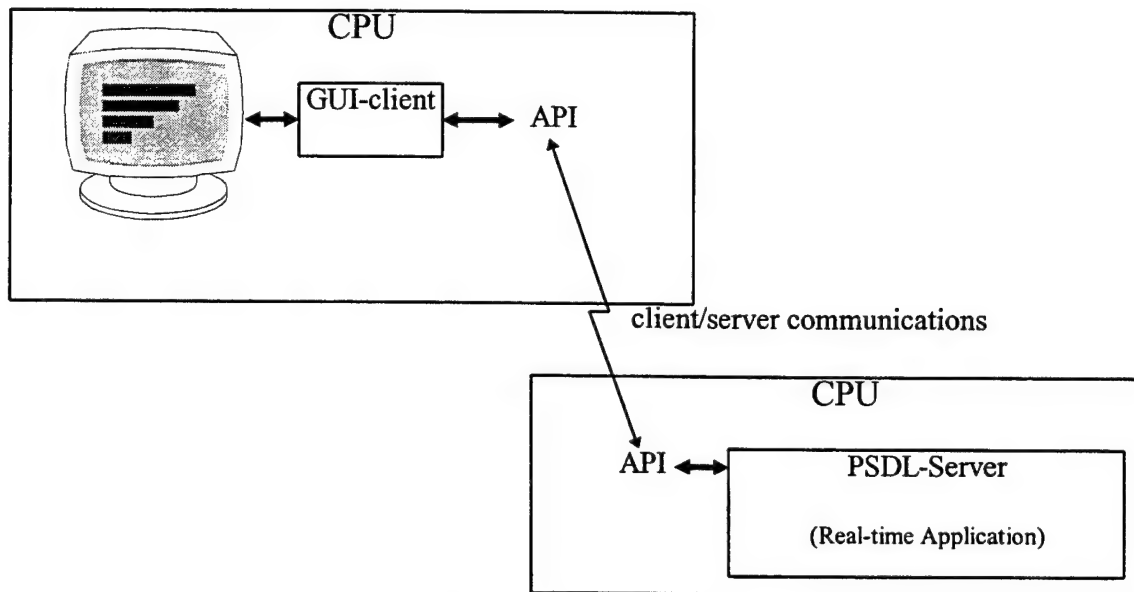 CPU
GUI-client
API
client/server communications
CPU
API
PSDL-Server
(Real-time Application)